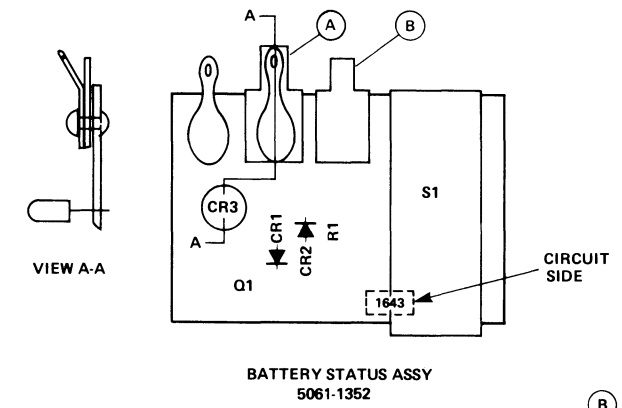 A
A
B
CR3
CR1
CR2
R1
S1
A
Q1
1643
CIRCUIT
SIDE
VIEW A-A
BATTERY STATUS ASSY
5061-1352
B